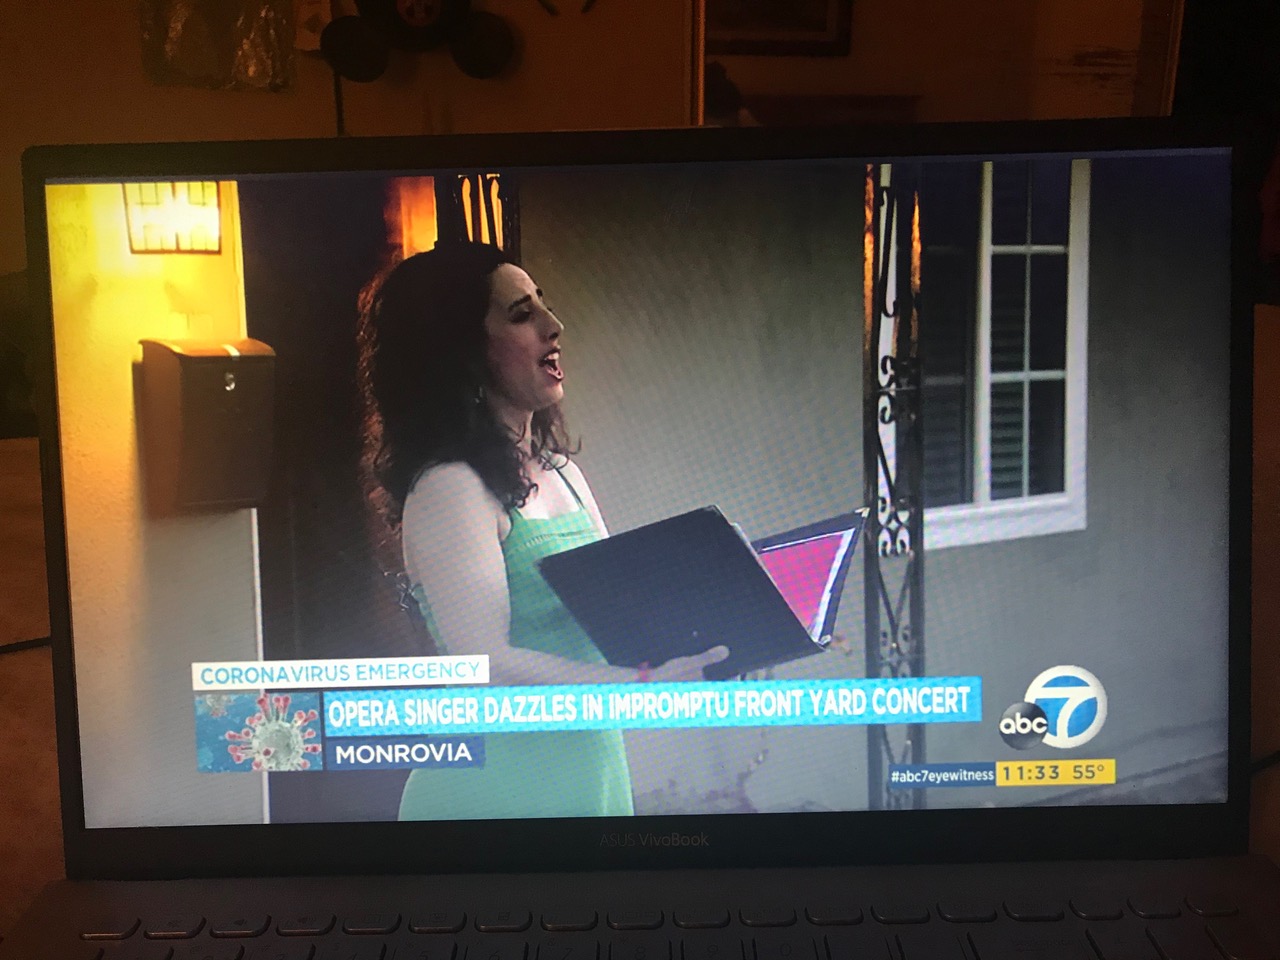 CORONAVIRUS EMERGENCY
OPERA SINGER DAZZLES IN IMPROMPTU FRONT YARD CONCERT
MONROVIA
abc 7
#abc7eyewitness 11:33 55°
ASUS VivoBook